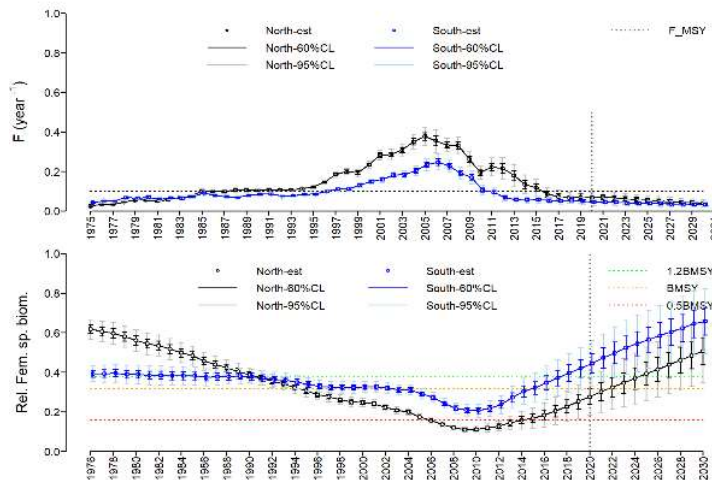 F (year⁻¹)
1.0
0.8
0.6
0.4
0.2
0.0
North-est South-est F_MSY
North-60%CL South-60%CL
North-95%CL South-95%CL
1975 1977 1979 1981 1983 1985 1987 1989 1991 1993 1995 1997 1999 2001 2003 2005 2007 2009 2011 2013 2015 2017 2019 2021 2023 2025 2027 2029
Rel. Fem. sp. biom.
1.0
0.8
0.6
0.4
0.2
0.0
North-est South-est 1.2BMSY
North-60%CL South-60%CL BMSY
North-95%CL South-95%CL 0.5BMSY
1976 1978 1980 1982 1984 1986 1988 1990 1992 1994 1996 1998 2000 2002 2004 2006 2008 2010 2012 2014 2016 2018 2020 2022 2024 2026 2028 2030